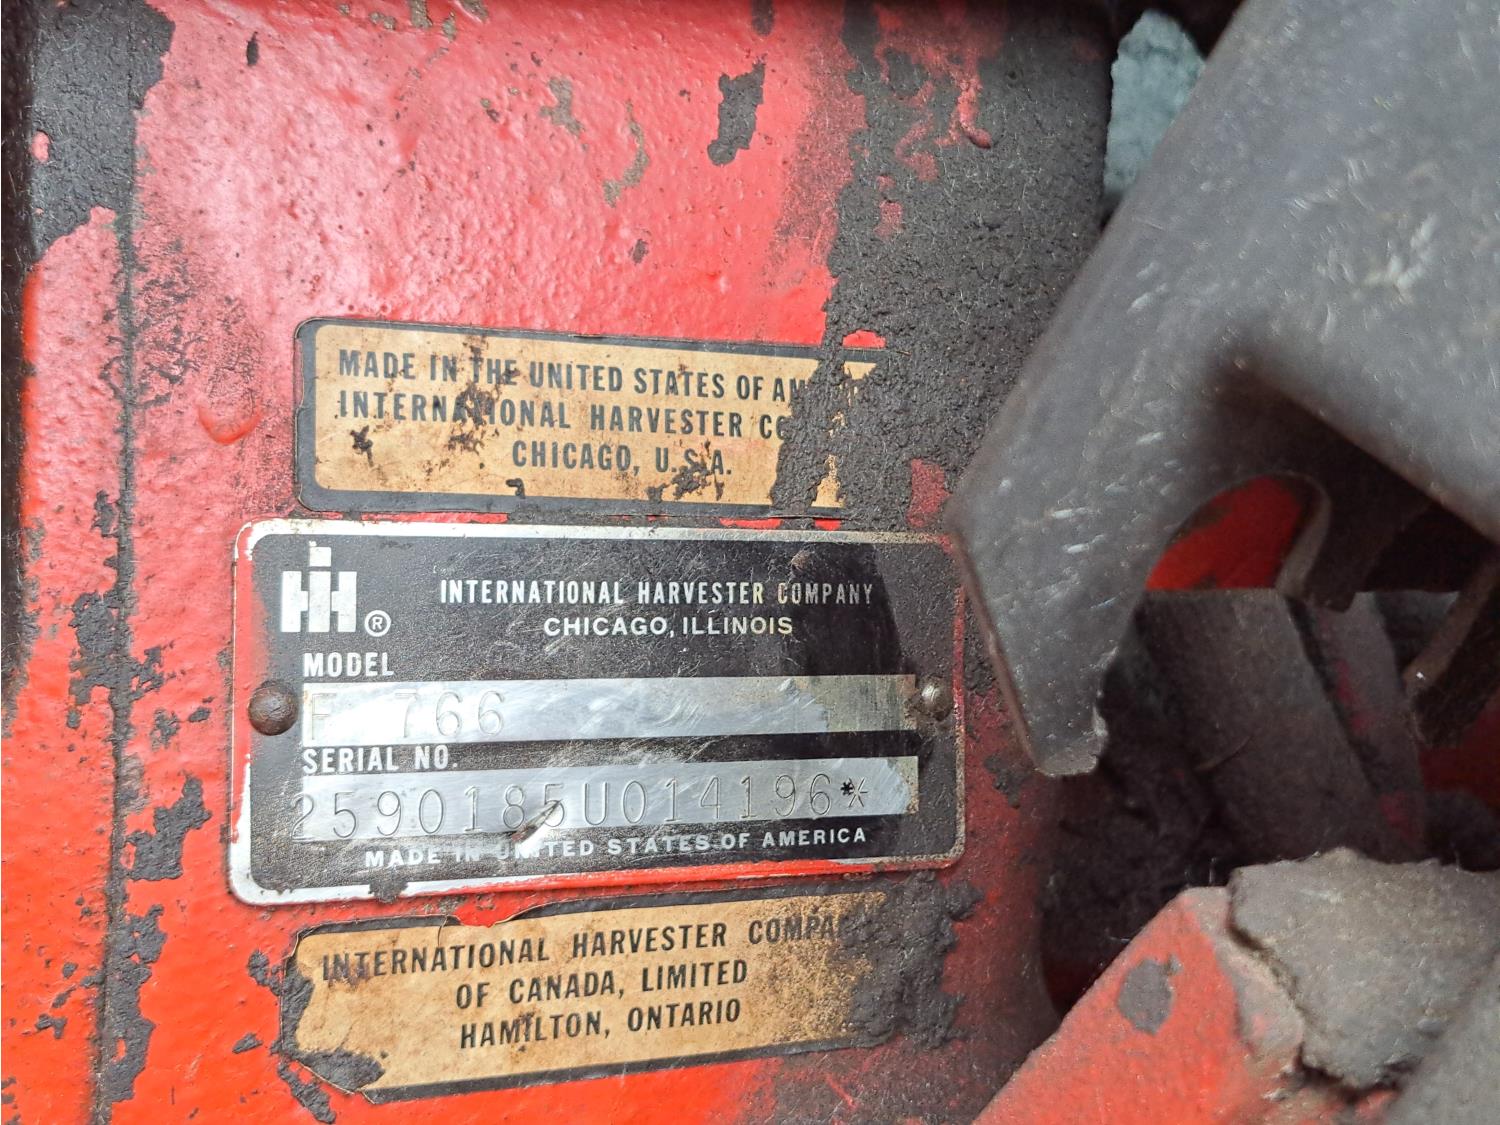 MADE IN THE UNITED STATES OF
INTERNATIONAL HARVESTER
CHICAGO, U.S.A.
IH ®
INTERNATIONAL HARVESTER COMPANY
CHICAGO, ILLINOIS
MODEL
F 766
SERIAL NO.
2590185U014196*
MADE IN UNITED STATES OF AMERICA
INTERNATIONAL HARVESTER
OF CANADA, LIMITED
HAMILTON, ONTARIO